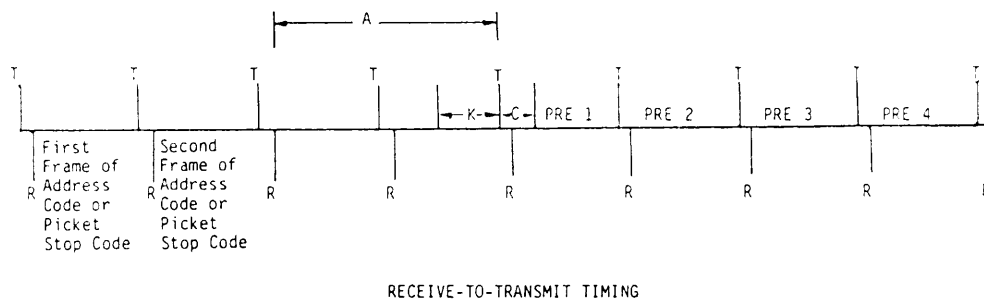 A
T T T T T T T T T
K C PRE 1 PRE 2 PRE 3 PRE 4
First Second
Frame of Frame of
R Address R Address R R R R R R R
Code or Code or
Picket Picket
Stop Code Stop Code
RECEIVE-TO-TRANSMIT TIMING